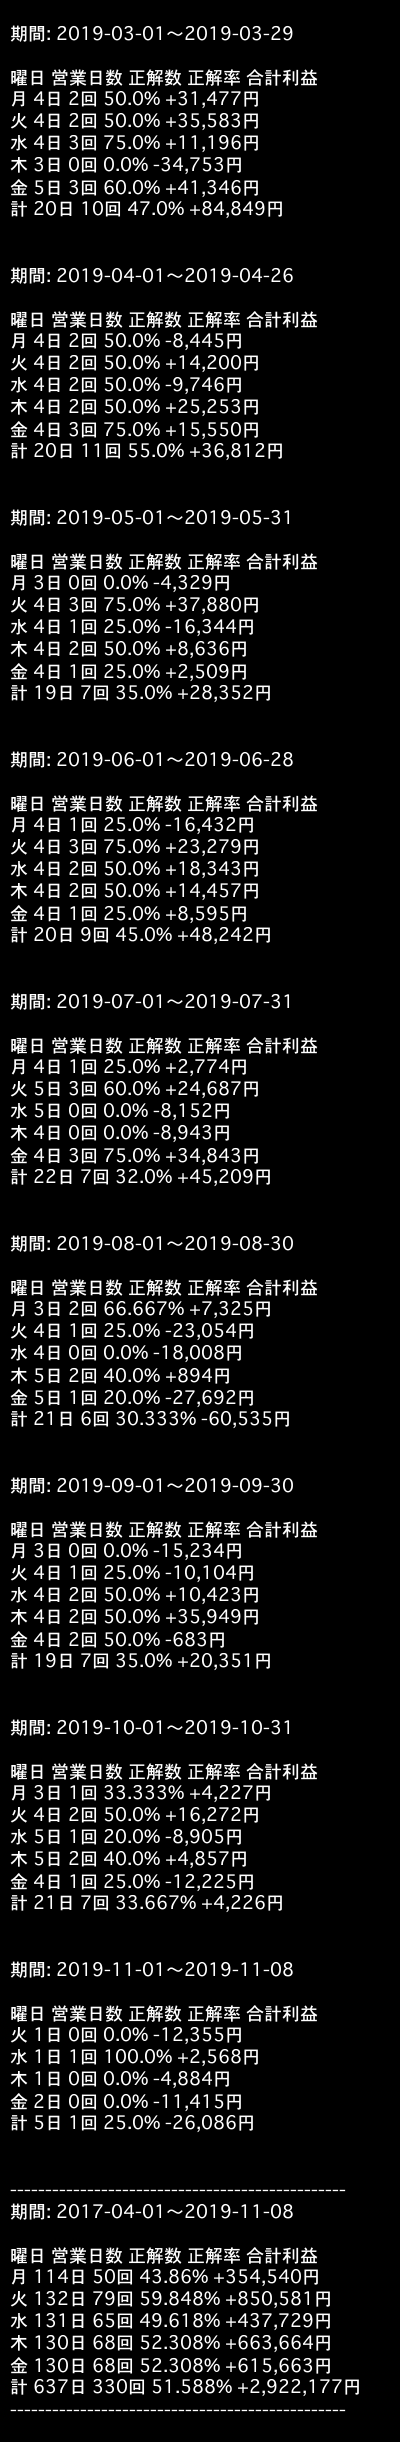 期間: 2019-03-01～2019-03-29
曜日 営業日数 正解数 正解率 合計利益
月 4日 2回 50.0% +31,477円
火 4日 2回 50.0% +35,583円
水 4日 3回 75.0% +11,196円
木 3日 0回 0.0% -34,753円
金 5日 3回 60.0% +41,346円
計 20日 10回 47.0% +84,849円
期間: 2019-04-01～2019-04-26
曜日 営業日数 正解数 正解率 合計利益
月 4日 2回 50.0% -8,445円
火 4日 2回 50.0% +14,200円
水 4日 2回 50.0% -9,746円
木 4日 2回 50.0% +25,253円
金 4日 3回 75.0% +15,550円
計 20日 11回 55.0% +36,812円
期間: 2019-05-01～2019-05-31
曜日 営業日数 正解数 正解率 合計利益
月 3日 0回 0.0% -4,329円
火 4日 3回 75.0% +37,880円
水 4日 1回 25.0% -16,344円
木 4日 2回 50.0% +8,636円
金 4日 1回 25.0% +2,509円
計 19日 7回 35.0% +28,352円
期間: 2019-06-01～2019-06-28
曜日 営業日数 正解数 正解率 合計利益
月 4日 1回 25.0% -16,432円
火 4日 3回 75.0% +23,279円
水 4日 2回 50.0% +18,343円
木 4日 2回 50.0% +14,457円
金 4日 1回 25.0% +8,595円
計 20日 9回 45.0% +48,242円
期間: 2019-07-01～2019-07-31
曜日 営業日数 正解数 正解率 合計利益
月 4日 1回 25.0% +2,774円
火 5日 3回 60.0% +24,687円
水 5日 0回 0.0% -8,152円
木 4日 0回 0.0% -8,943円
金 4日 3回 75.0% +34,843円
計 22日 7回 32.0% +45,209円
期間: 2019-08-01～2019-08-30
曜日 営業日数 正解数 正解率 合計利益
月 3日 2回 66.667% +7,325円
火 4日 1回 25.0% -23,054円
水 4日 0回 0.0% -18,008円
木 5日 2回 40.0% +894円
金 5日 1回 20.0% -27,692円
計 21日 6回 30.333% -60,535円
期間: 2019-09-01～2019-09-30
曜日 営業日数 正解数 正解率 合計利益
月 3日 0回 0.0% -15,234円
火 4日 1回 25.0% -10,104円
水 4日 2回 50.0% +10,423円
木 4日 2回 50.0% +35,949円
金 4日 2回 50.0% -683円
計 19日 7回 35.0% +20,351円
期間: 2019-10-01～2019-10-31
曜日 営業日数 正解数 正解率 合計利益
月 3日 1回 33.333% +4,227円
火 4日 2回 50.0% +16,272円
水 5日 1回 20.0% -8,905円
木 5日 2回 40.0% +4,857円
金 4日 1回 25.0% -12,225円
計 21日 7回 33.667% +4,226円
期間: 2019-11-01～2019-11-08
曜日 営業日数 正解数 正解率 合計利益
火 1日 0回 0.0% -12,355円
水 1日 1回 100.0% +2,568円
木 1日 0回 0.0% -4,884円
金 2日 0回 0.0% -11,415円
計 5日 1回 25.0% -26,086円
------------------------------------------------
期間: 2017-04-01～2019-11-08
曜日 営業日数 正解数 正解率 合計利益
月 114日 50回 43.86% +354,540円
火 132日 79回 59.848% +850,581円
水 131日 65回 49.618% +437,729円
木 130日 68回 52.308% +663,664円
金 130日 68回 52.308% +615,663円
計 637日 330回 51.588% +2,922,177円
------------------------------------------------